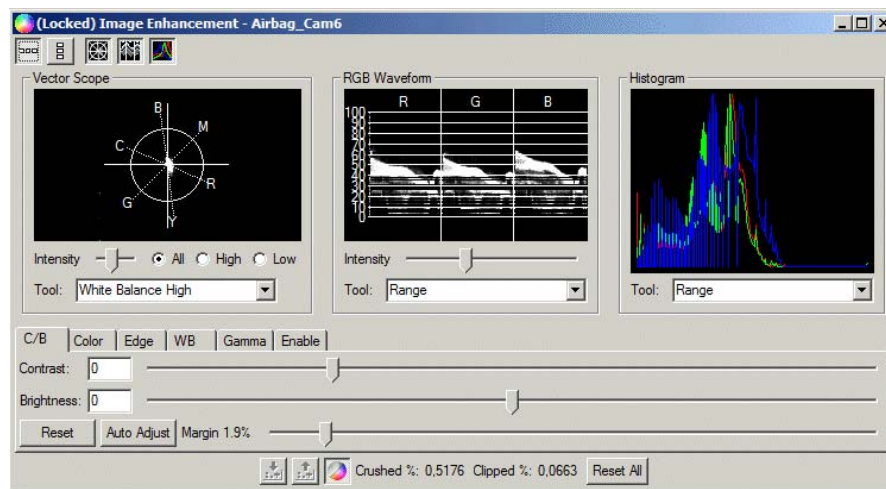 (Locked) Image Enhancement - Airbag_Cam6
Vector Scope
RGB Waveform
Histogram
B
M
C
R
G
Y
R G B
100
90
80
70
60
50
40
30
20
10
0
Intensity All High Low
Intensity
Tool: White Balance High
Tool: Range
Tool: Range
C/B Color Edge WB Gamma Enable
Contrast: 0
Brightness: 0
Reset Auto Adjust Margin 1.9%
Crushed %: 0,5176 Clipped %: 0,0663 Reset All